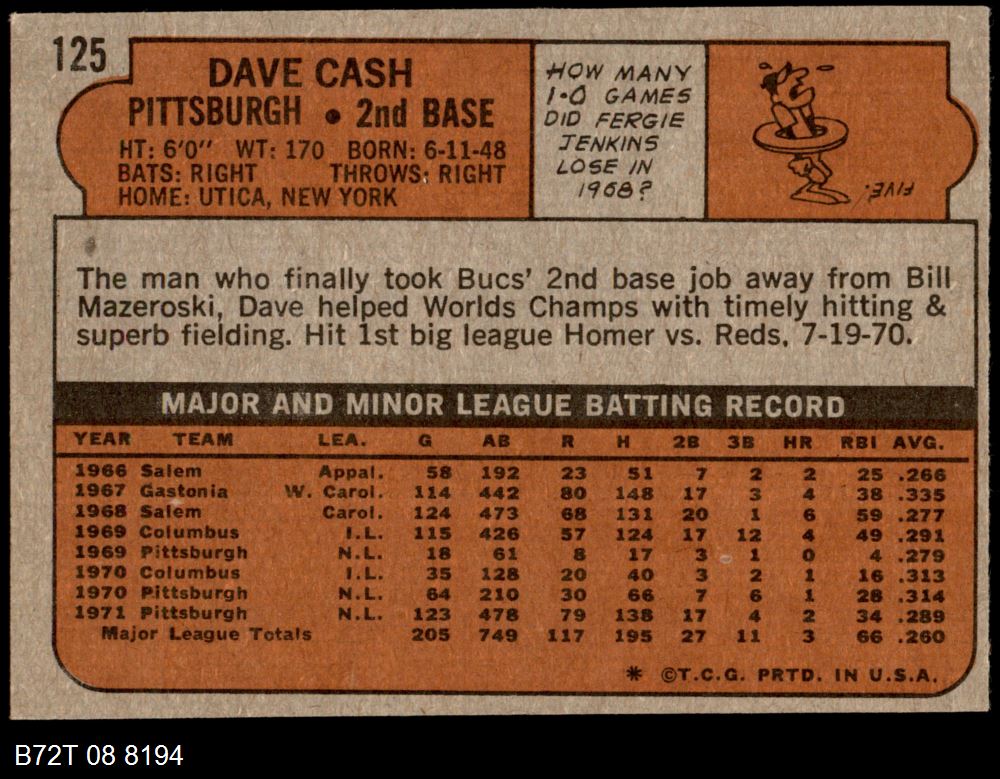 125
DAVE CASH
PITTSBURGH • 2nd BASE
HT: 6'0" WT: 170 BORN: 6-11-48
BATS: RIGHT THROWS: RIGHT
HOME: UTICA, NEW YORK
HOW MANY
1-0 GAMES
DID FERGIE
JENKINS
LOSE IN
1968?
FIVE.
The man who finally took Bucs' 2nd base job away from Bill
Mazeroski, Dave helped Worlds Champs with timely hitting &
superb fielding. Hit 1st big league Homer vs. Reds, 7-19-70.
MAJOR AND MINOR LEAGUE BATTING RECORD
YEAR TEAM LEA. G AB R H 2B 3B HR RBI AVG.
1966 Salem Appal. 58 192 23 51 7 2 2 25 .266
1967 Gastonia W. Carol. 114 442 80 148 17 3 4 38 .335
1968 Salem Carol. 124 473 68 131 20 1 6 59 .277
1969 Columbus I.L. 115 426 57 124 17 12 4 49 .291
1969 Pittsburgh N.L. 18 61 8 17 3 1 0 4 .279
1970 Columbus I.L. 35 128 20 40 3 2 1 16 .313
1970 Pittsburgh N.L. 64 210 30 66 7 6 1 28 .314
1971 Pittsburgh N.L. 123 478 79 138 17 4 2 34 .289
Major League Totals 205 749 117 195 27 11 3 66 .260
* ©T.C.G. PRTD. IN U.S.A.
B72T 08 8194